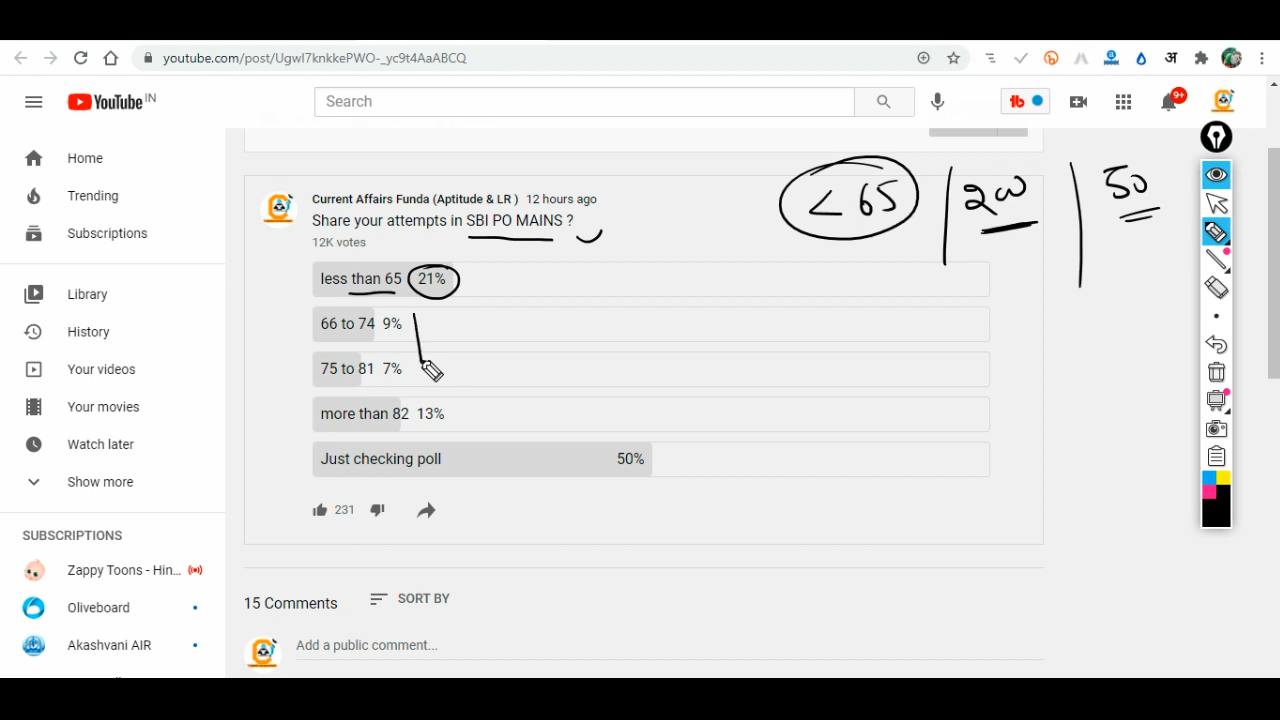 youtube.com/post/UgwI7knkkePWO-_yc9t4AaABCQ
अ
YouTube IN
Search
9+
Home
Trending
Subscriptions
Library
History
Your videos
Your movies
Watch later
Show more
SUBSCRIPTIONS
Zappy Toons - Hin...
Oliveboard
Akashvani AIR
Current Affairs Funda (Aptitude & LR ) 12 hours ago
Share your attempts in SBI PO MAINS ?
12K votes
less than 65 21%
66 to 74 9%
75 to 81 7%
more than 82 13%
Just checking poll 50%
231
15 Comments
SORT BY
Add a public comment...
< 65
200
50